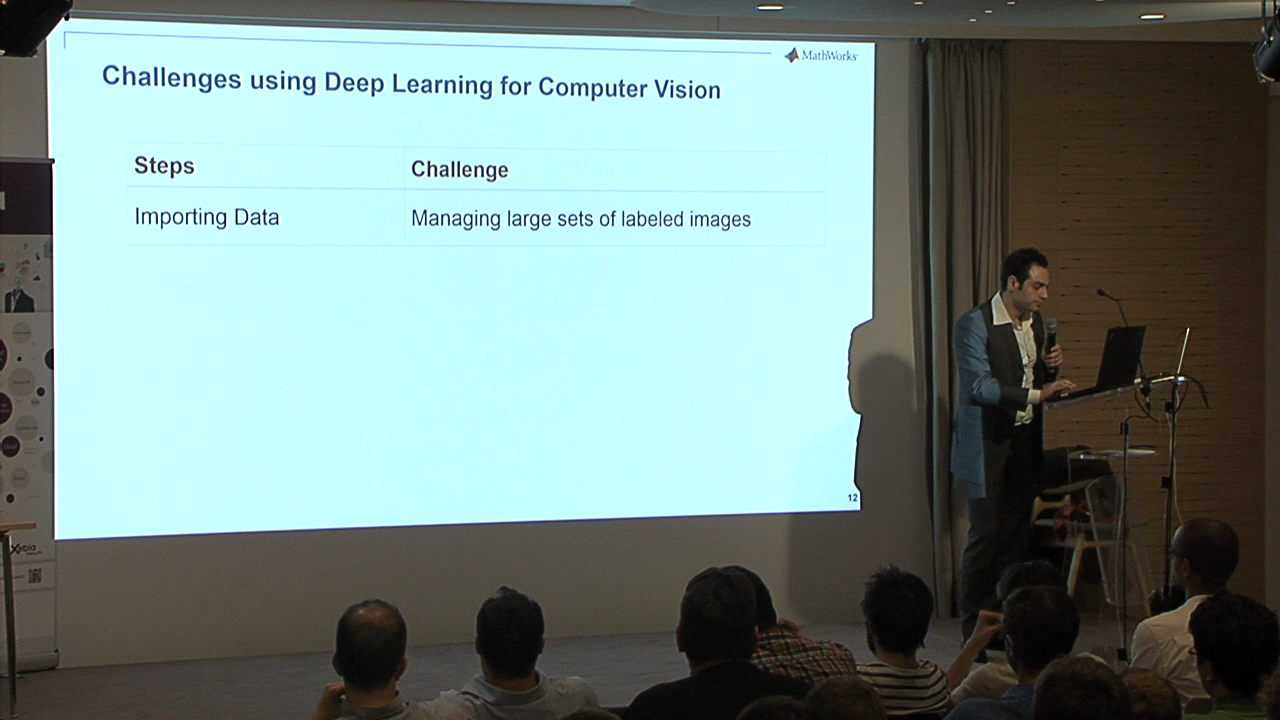 MathWorks
Challenges using Deep Learning for Computer Vision
Steps Challenge
Importing Data Managing large sets of labeled images
12
Xebia